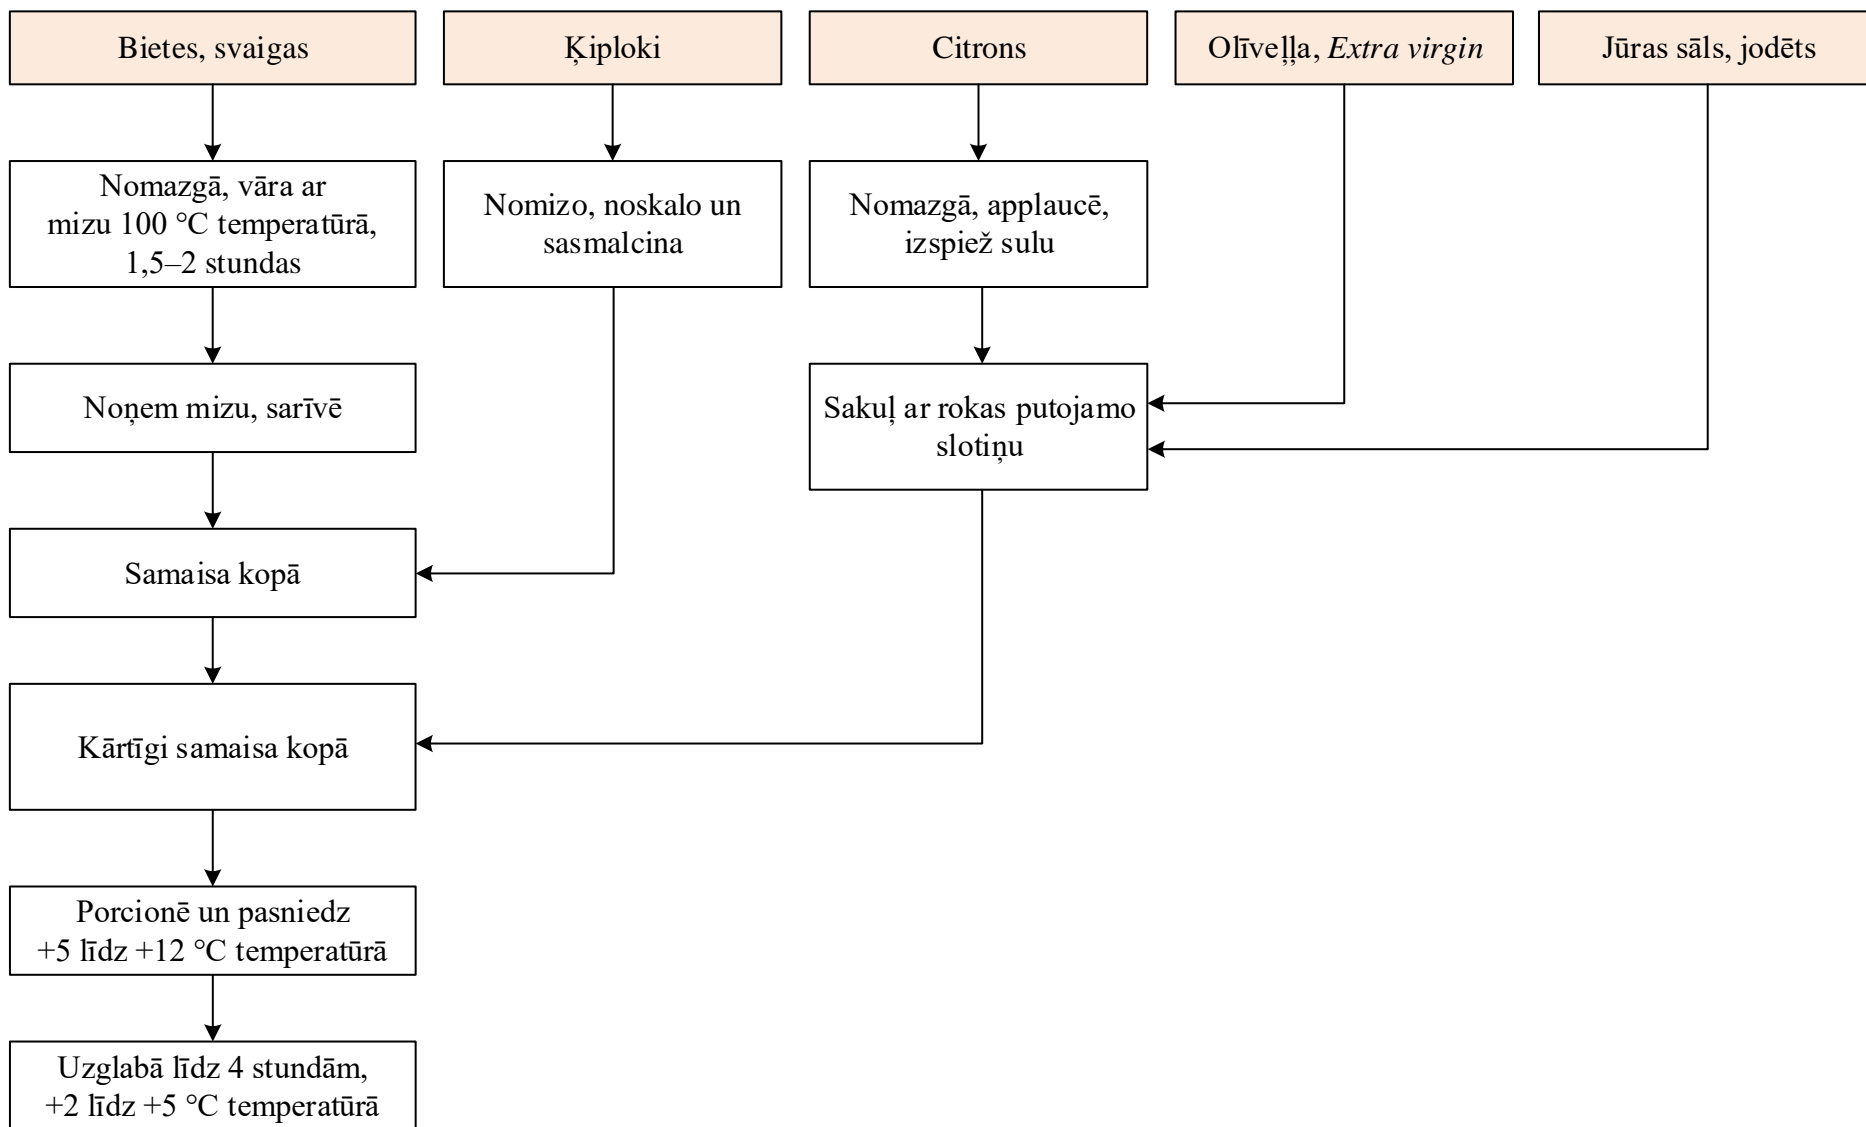 Bietes, svaigas
Ķiploki
Citrons
Olīveļļa, Extra virgin
Jūras sāls, jodēts
Nomazgā, vāra ar
mizu 100 °C temperatūrā,
1,5–2 stundas
Nomizo, noskalo un
sasmalcina
Nomazgā, applaucē,
izspiež sulu
Noņem mizu, sarīvē
Sakuļ ar rokas putojamo
slotiņu
Samaisa kopā
Kārtīgi samaisa kopā
Porcionē un pasniedz
+5 līdz +12 °C temperatūrā
Uzglabā līdz 4 stundām,
+2 līdz +5 °C temperatūrā